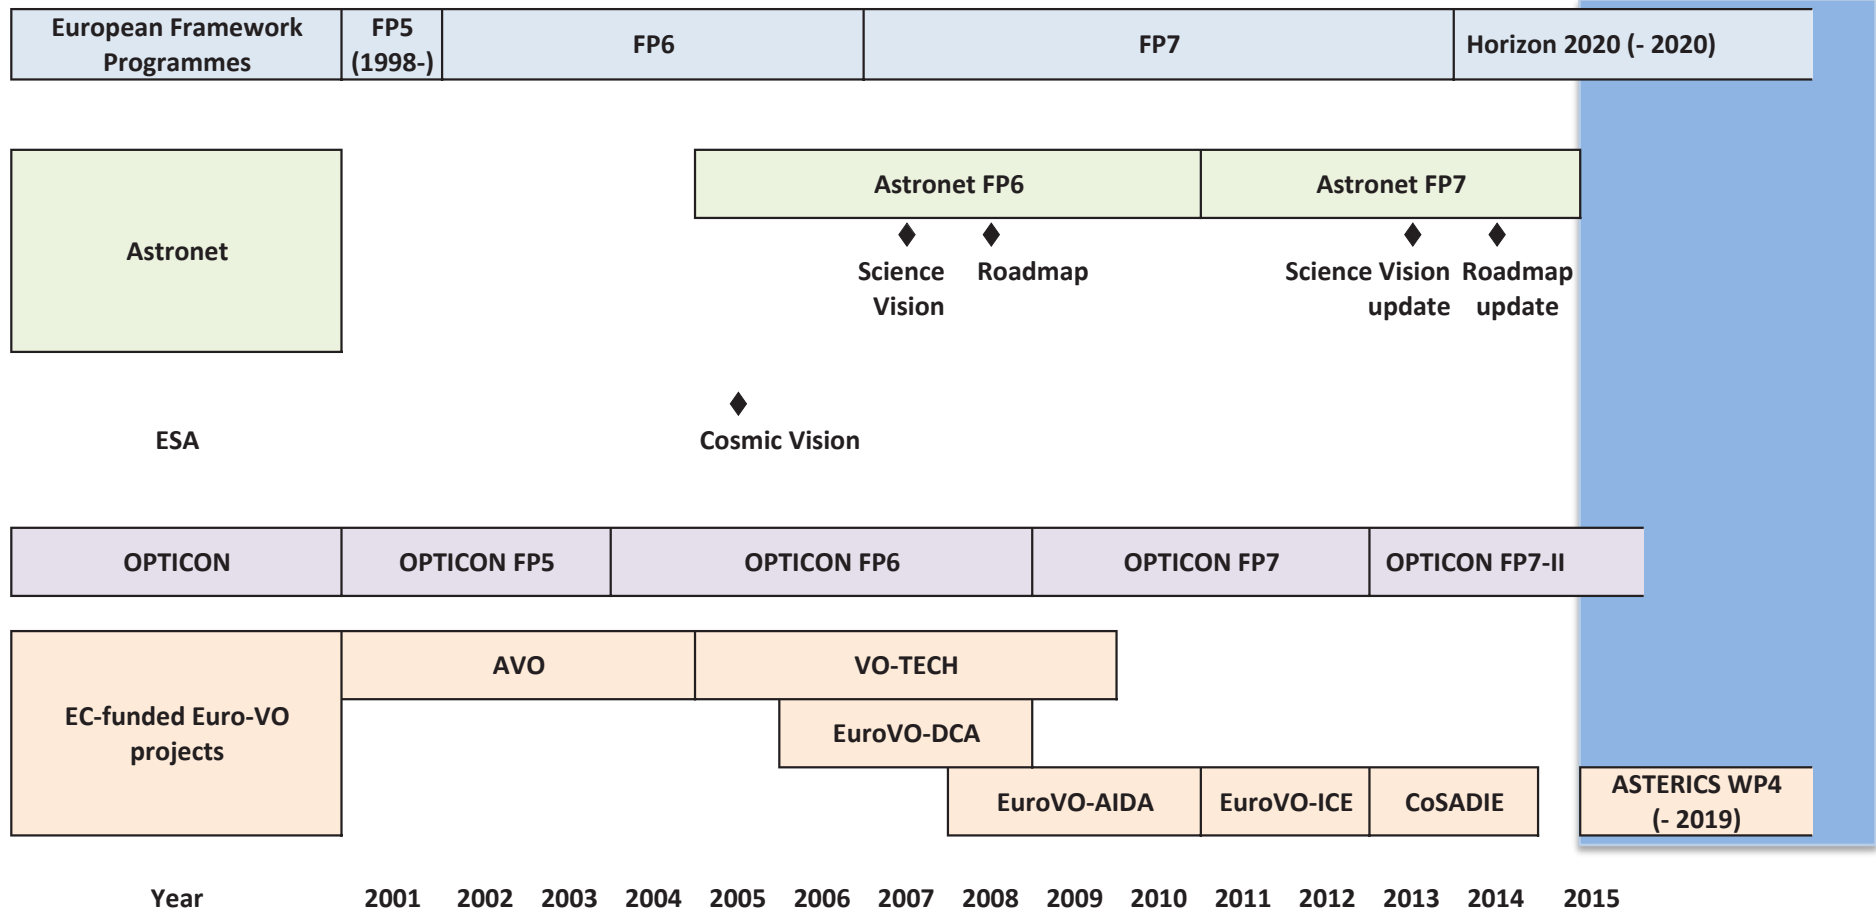 European Framework
Programmes
FP5
(1998-)
FP6
FP7
Horizon 2020 (- 2020)
Astronet
Astronet FP6
Astronet FP7
Science
Vision
Roadmap
Science Vision
update
Roadmap
update
ESA
Cosmic Vision
OPTICON
OPTICON FP5
OPTICON FP6
OPTICON FP7
OPTICON FP7-II
EC-funded Euro-VO
projects
AVO
VO-TECH
EuroVO-DCA
EuroVO-AIDA
EuroVO-ICE
CoSADIE
ASTERICS WP4
(- 2019)
Year 2001 2002 2003 2004 2005 2006 2007 2008 2009 2010 2011 2012 2013 2014 2015